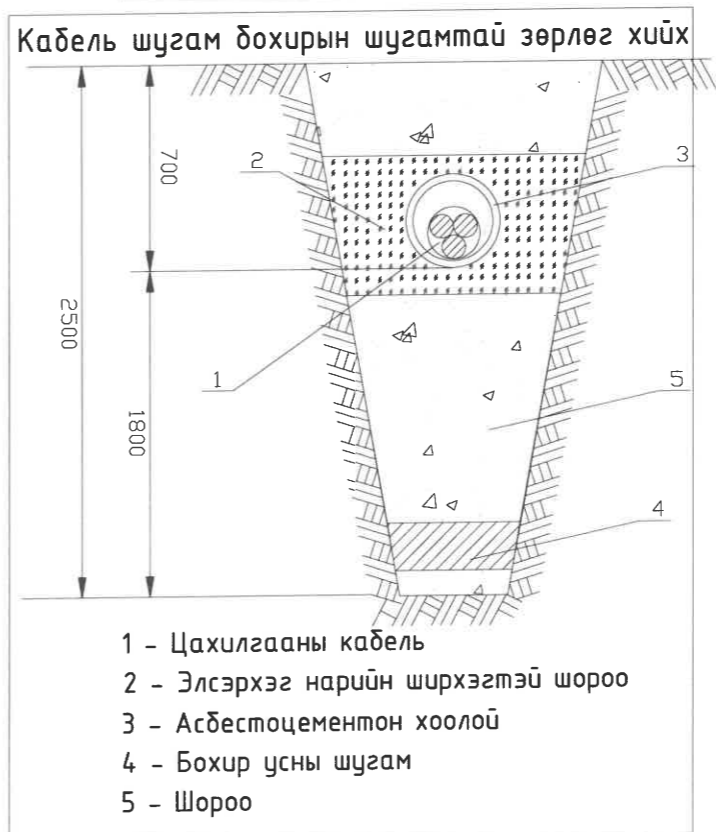 Кабель шугам бохирын шугамтай зөрлөг хийх
700
2500
1800
2
3
1
5
4
1 - Цахилгааны кабель
2 - Элсэрхэг нарийн ширхэгтэй шороо
3 - Асбестоцементон хоолой
4 - Бохир усны шугам
5 - Шороо